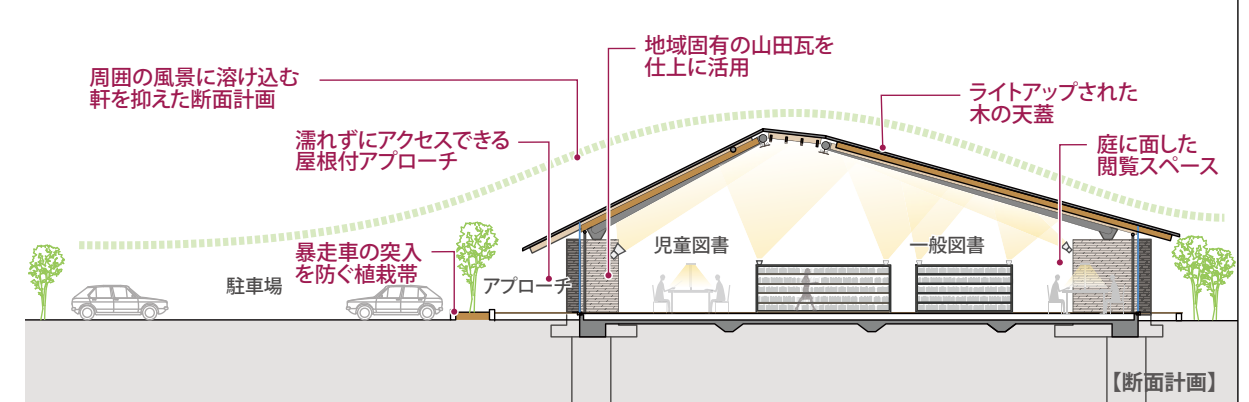 地域固有の山田瓦を
仕上に活用
周囲の風景に溶け込む
軒を抑えた断面計画
ライトアップされた
木の天蓋
濡れずにアクセスできる
屋根付アプローチ
庭に面した
閲覧スペース
暴走車の突入
を防ぐ植栽帯
児童図書
一般図書
駐車場
アプローチ
【断面計画】